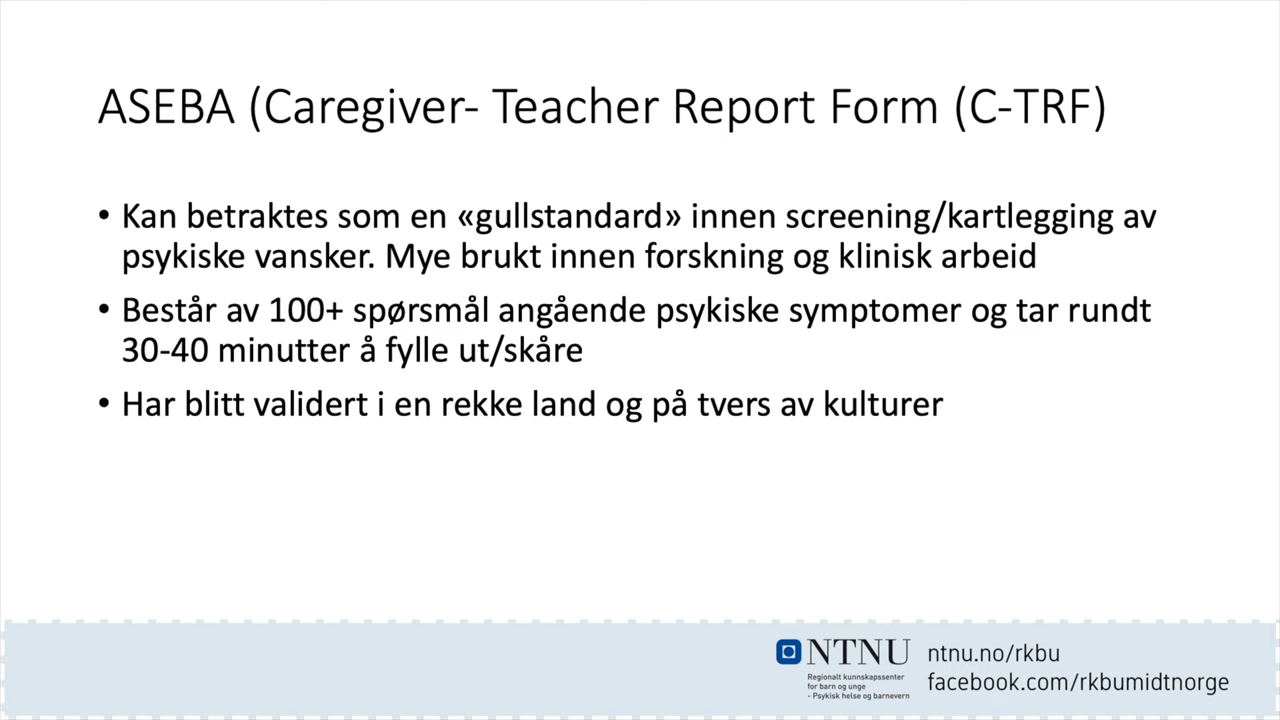 ASEBA (Caregiver- Teacher Report Form (C-TRF)
• Kan betraktes som en «gullstandard» innen screening/kartlegging av
psykiske vansker. Mye brukt innen forskning og klinisk arbeid
• Består av 100+ spørsmål angående psykiske symptomer og tar rundt
30-40 minutter å fylle ut/skåre
• Har blitt validert i en rekke land og på tvers av kulturer
NTNU
Regionalt kunnskapssenter
for barn og unge
- Psykisk helse og barnevern
ntnu.no/rkbu
facebook.com/rkbumidtnorge